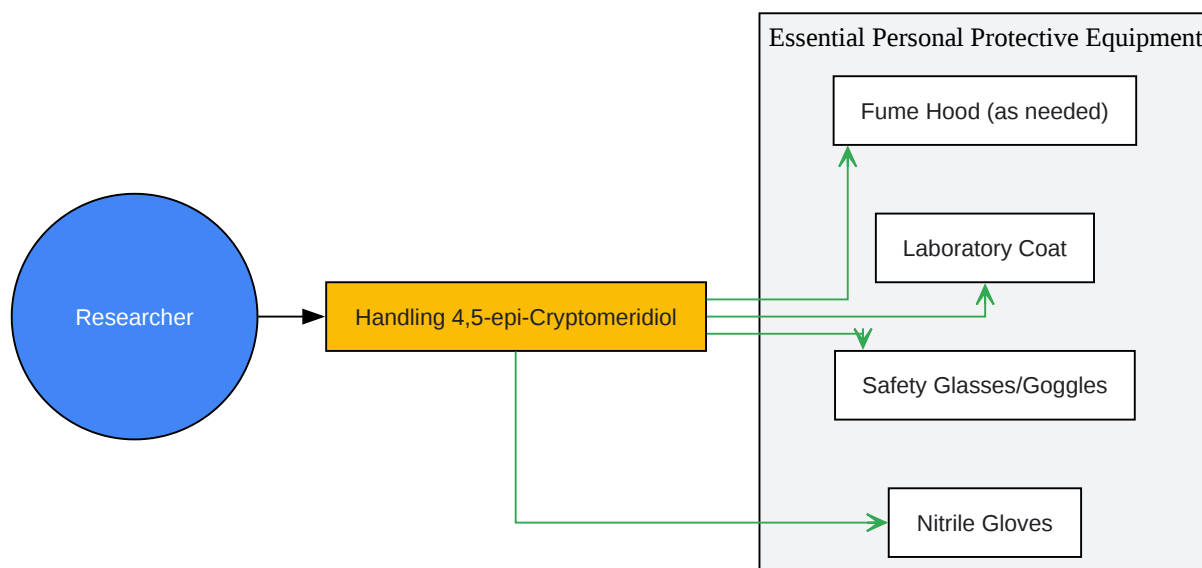 Essential Personal Protective Equipment
Fume Hood (as needed)
Laboratory Coat
Researcher
Handling 4,5-epi-Cryptomeridiol
Safety Glasses/Goggles
Nitrile Gloves